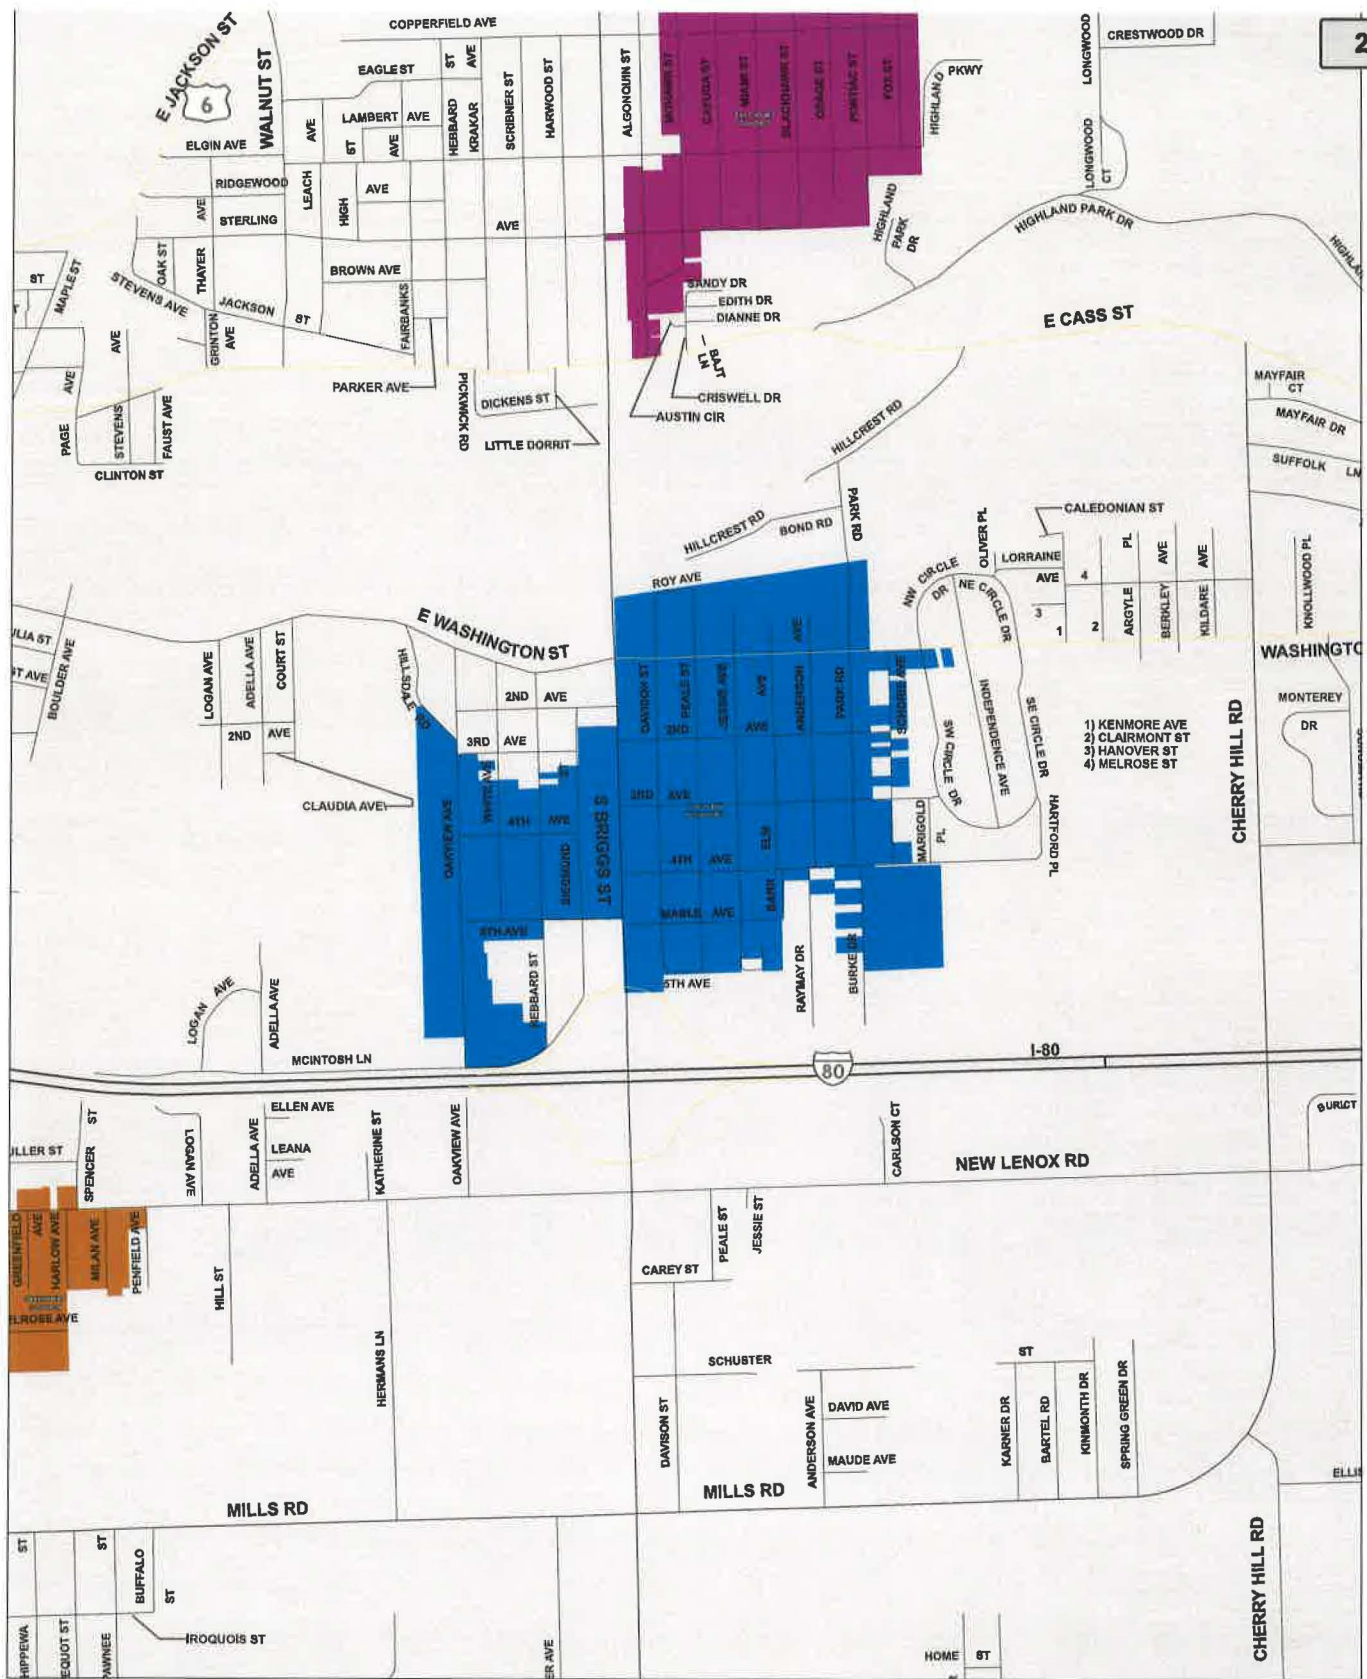 COPPERFIELD AVE
E JACKSON ST
6
WALNUT ST
EAGLE ST
ST
AVE
LAMBERT AVE
HEBBARD
KRAKAR
SCRIBNER ST
HARWOOD ST
ALGONQUIN ST
MOHAWK ST
CAYUGA ST
MIAMI ST
BLACKHAWK ST
OSAGE ST
PONTIAC ST
FOX ST
HIGHLAND
PKWY
LONGWOOD
LONGWOOD
CRESTWOOD DR
2
ELGIN AVE
AVE
ST
AVE
RIDGEWOOD
LEACH
HIGH
AVE
AVE
STERLING
AVE
LONGWOOD
CT
HIGHLAND
PARK
DR
HIGHLAND PARK DR
ST
MAPLE ST
OAK ST
THAYER
STEVENS AVE
BROWN AVE
JACKSON
ST
GRINTON
AVE
FAIRBANKS
SANDY DR
EDITH DR
DIANNE DR
BAJT
LN
E CASS ST
PARKER AVE
CRISWELL DR
AUSTIN CIR
PICKWICK RD
DICKENS ST
LITTLE DORRIT
AVE
PAGE
AVE
STEVENS
FAUST AVE
CLINTON ST
HILLCREST RD
MAYFAIR
CT
MAYFAIR DR
SUFFOLK LN
HILLCREST RD
BOND RD
PARK RD
CALEDONIAN ST
OLIVER PL
LORRAINE
AVE
4
3
1
2
PL
ARGYLE
AVE
BERKLEY
AVE
KILDARE
KNOLLWOOD PL
ROY AVE
NW CIRCLE
DR
NE CIRCLE DR
E WASHINGTON ST
BOULDER AVE
LOGAN AVE
ADELLA AVE
COURT ST
2ND
AVE
HILLSDALE RD
2ND
AVE
3RD
AVE
DAVISON ST
PEALE ST
JESSIE AVE
AVE
ANDERSON
AVE
PARK RD
2ND
AVE
SCHORIE AVE
INDEPENDENCE AVE
SW CIRCLE DR
SE CIRCLE DR
MONTEREY
DR
1) KENMORE AVE
2) CLAIRMONT ST
3) HANOVER ST
4) MELROSE ST
CHERRY HILL RD
CLAUDIA AVE
OAKVIEW AVE
WHITE AVE
ST
4TH
AVE
SIEGMUND
S BRIGGS ST
3RD
AVE
ELM
4TH
AVE
MARIGOLD
PL
HARTFORD PL
MABLE
AVE
BARR
5TH AVE
HEBBARD ST
5TH AVE
RAYMAY DR
BURKE DR
LOGAN AVE
ADELLA AVE
MCINTOSH LN
I-80
80
SPENCER
ST
LOGAN AVE
ADELLA AVE
ELLEN AVE
LEANA
AVE
KATHERINE ST
OAKVIEW AVE
CARLSON CT
NEW LENOX RD
BURL CT
GREENFIELD
AVE
HARLOW AVE
MILAN AVE
PENFIELD AVE
HILL ST
HERMANS LN
PEALE ST
JESSIE ST
CAREY ST
SCHUSTER
ST
DAVISON ST
ANDERSON AVE
DAVID AVE
MAUDE AVE
KARNER DR
BARTEL RD
KINMONTH DR
SPRING GREEN DR
MILLS RD
MILLS RD
ST
ST
BUFFALO
ST
IROQUOIS ST
CHERRY HILL RD
HOME
ST